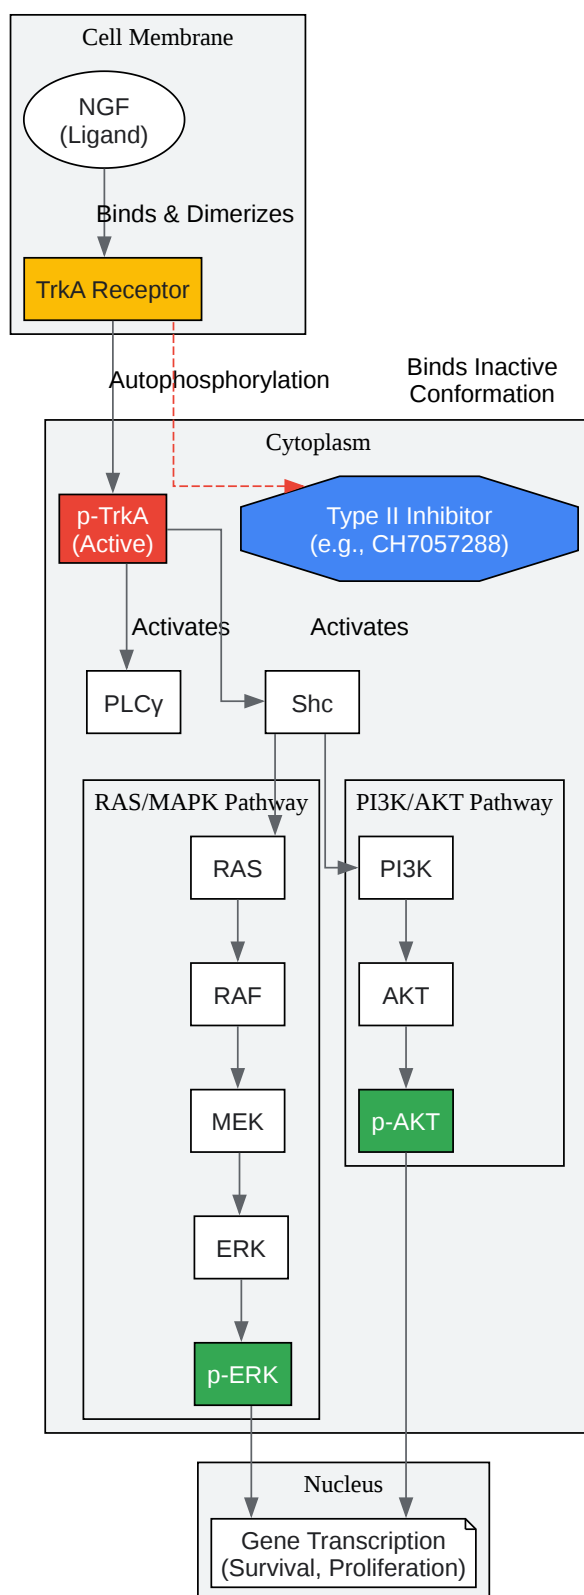 Cell Membrane
NGF
(Ligand)
Binds & Dimerizes
TrkA Receptor
Autophosphorylation
Binds Inactive
Conformation
Cytoplasm
p-TrkA
(Active)
Type II Inhibitor
(e.g., CH7057288)
Activates
Activates
PLCγ
Shc
RAS/MAPK Pathway
PI3K/AKT Pathway
RAS
PI3K
RAF
AKT
MEK
p-AKT
ERK
p-ERK
Nucleus
Gene Transcription
(Survival, Proliferation)